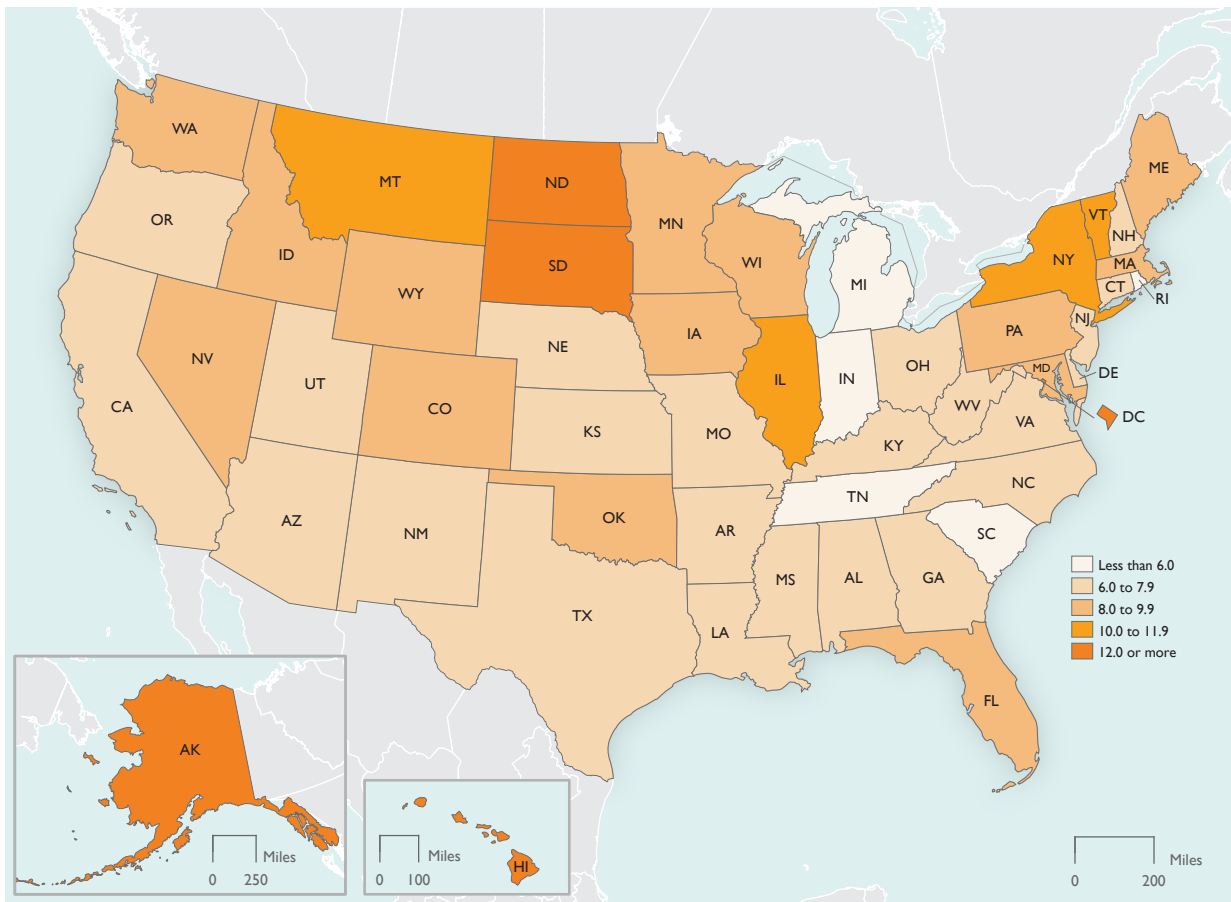 WA
MT
ND
ME
OR
MN
VT
ID
SD
WI
NY
NH
MA
WY
MI
CT
RI
IA
NJ
PA
NE
NV
OH
MD
DE
UT
IL
IN
CA
CO
WV
DC
KS
MO
VA
KY
NC
TN
AZ
OK
NM
AR
SC
MS
AL
GA
TX
LA
FL
Less than 6.0
6.0 to 7.9
8.0 to 9.9
10.0 to 11.9
12.0 or more
AK
Miles
0 250
HI
Miles
0 100
Miles
0 200